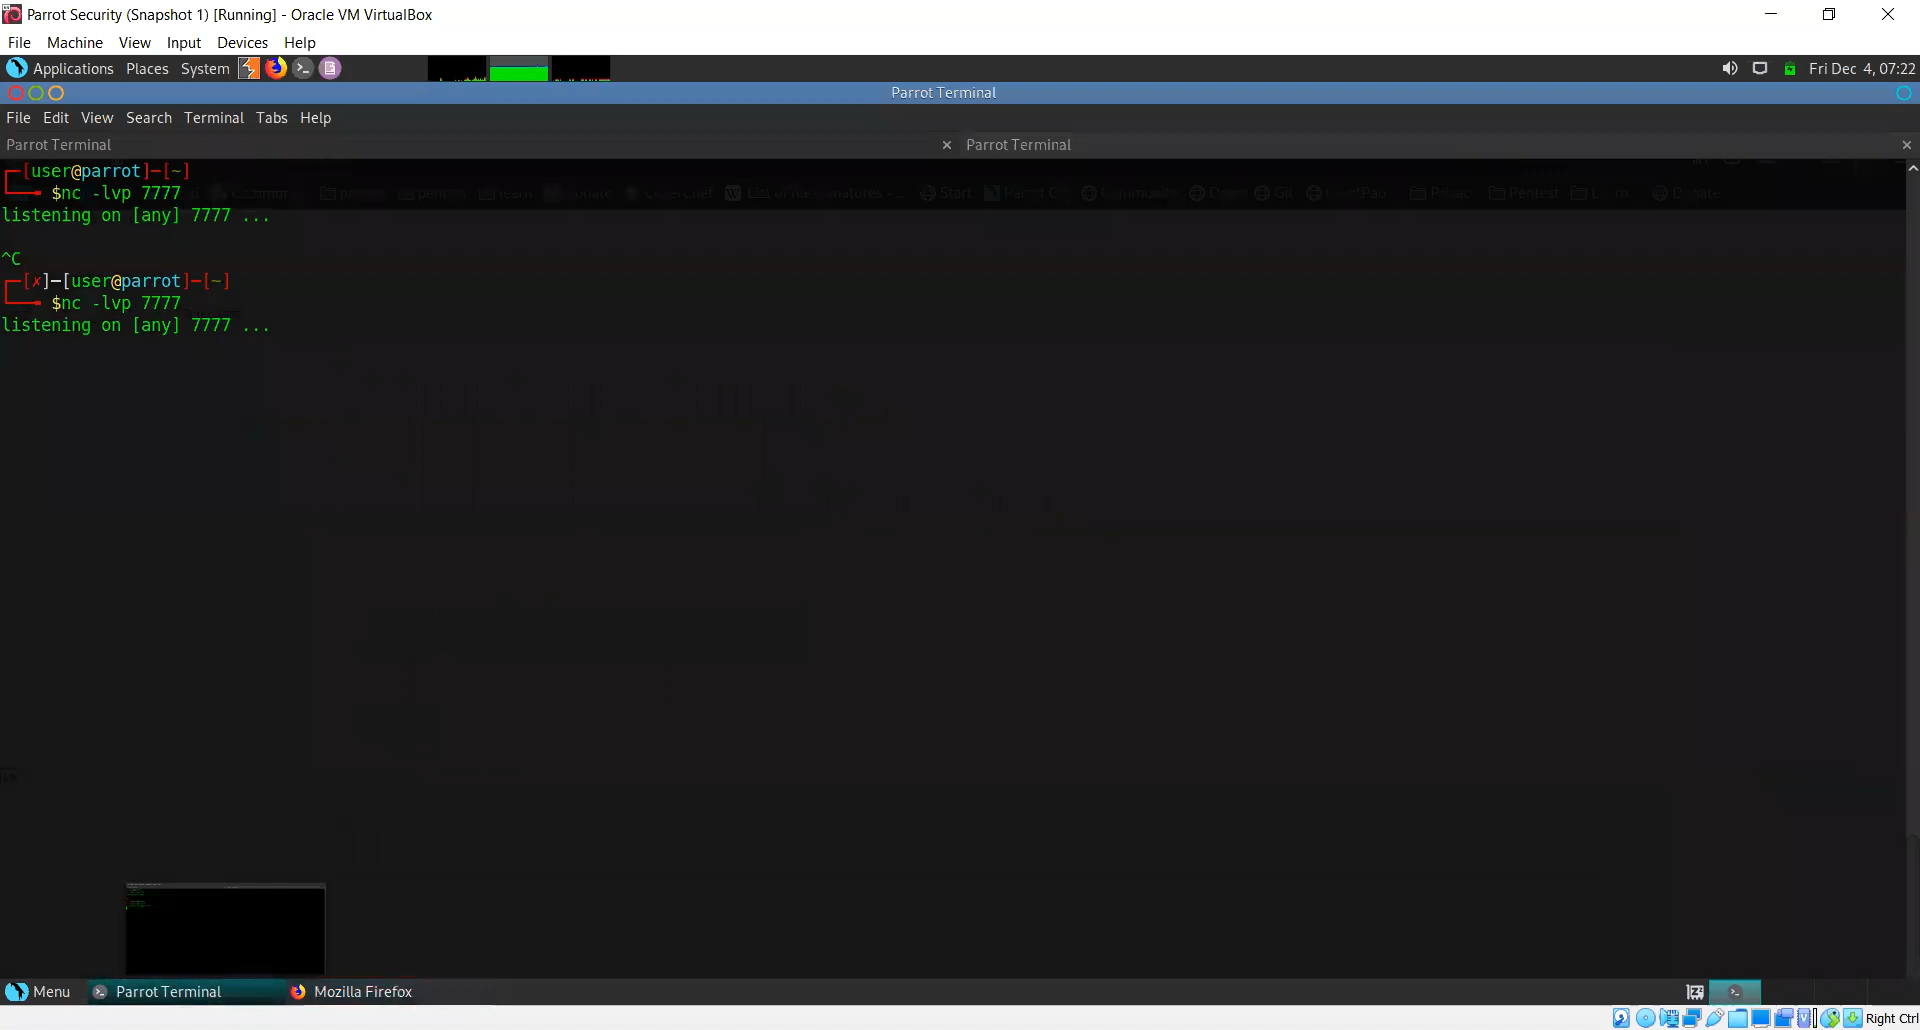 Parrot Security (Snapshot 1) [Running] - Oracle VM VirtualBox
File Machine View Input Devices Help
Applications Places System Fri Dec 4, 07:22
Parrot Terminal
File Edit View Search Terminal Tabs Help
Parrot Terminal × Parrot Terminal ×
┌─[user@parrot]─[~]
└──╼ $nc -lvp 7777
listening on [any] 7777 ...
^C
┌─[✗]─[user@parrot]─[~]
└──╼ $nc -lvp 7777
listening on [any] 7777 ...
Menu Parrot Terminal Mozilla Firefox
Right Ctrl